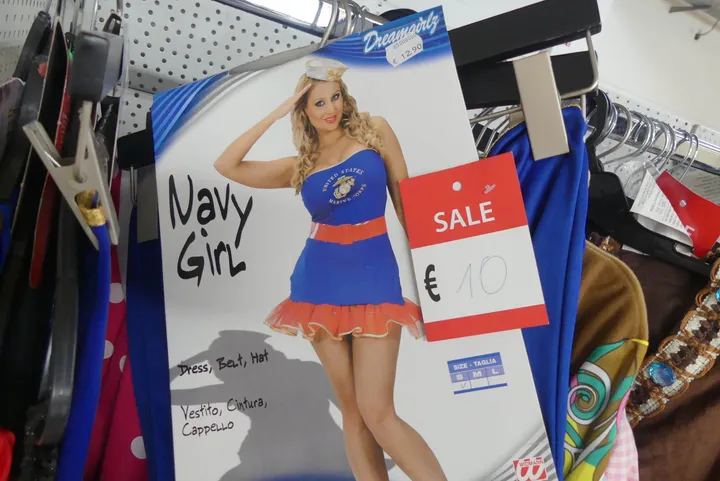 Dreamgirlz
€ 12.90
Navy
Girl
UNITED STATES
MARINE CORPS
SALE
€ 10
SIZE - TAGLIA
S M L
Dress, Belt, Hat
Vestito, Cintura,
Cappello
WIDMANN